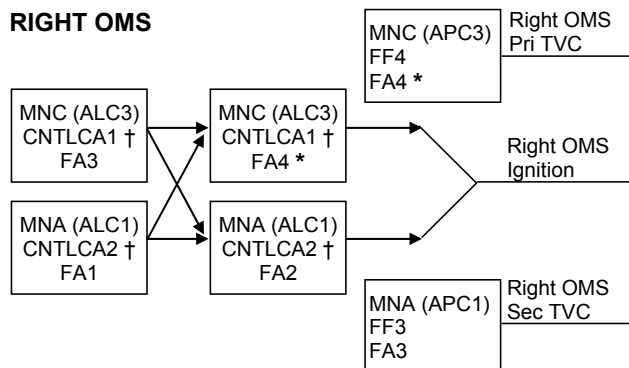 RIGHT OMS
MNC (APC3)
FF4
FA4 *
Right OMS
Pri TVC
MNC (ALC3)
CNTLCA1 †
FA3
MNC (ALC3)
CNTLCA1 †
FA4 *
Right OMS
Ignition
MNA (ALC1)
CNTLCA2 †
FA1
MNA (ALC1)
CNTLCA2 †
FA2
MNA (APC1)
FF3
FA3
Right OMS
Sec TVC